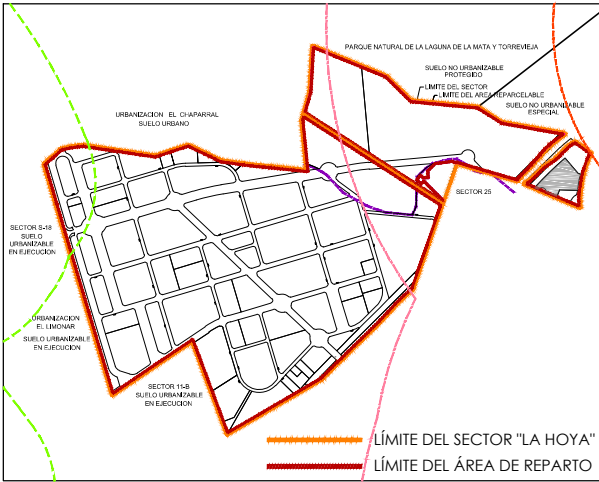 PARQUE NATURAL DE LA LAGUNA DE LA MATA Y TORREVIEJA
SUELO NO URBANIZABLE
PROTEGIDO
LIMITE DEL SECTOR
LIMITE DEL AREA REPARCELABLE
SUELO NO URBANIZABLE
ESPECIAL
URBANIZACION EL CHAPARRAL
SUELO URBANO
SECTOR 25
SECTOR S-18
SUELO
URBANIZABLE
EN EJECUCION
URBANIZACION
EL LIMONAR
SUELO URBANIZABLE
EN EJECUCION
SECTOR 11-B
SUELO URBANIZABLE
EN EJECUCION
LÍMITE DEL SECTOR "LA HOYA"
LÍMITE DEL ÁREA DE REPARTO